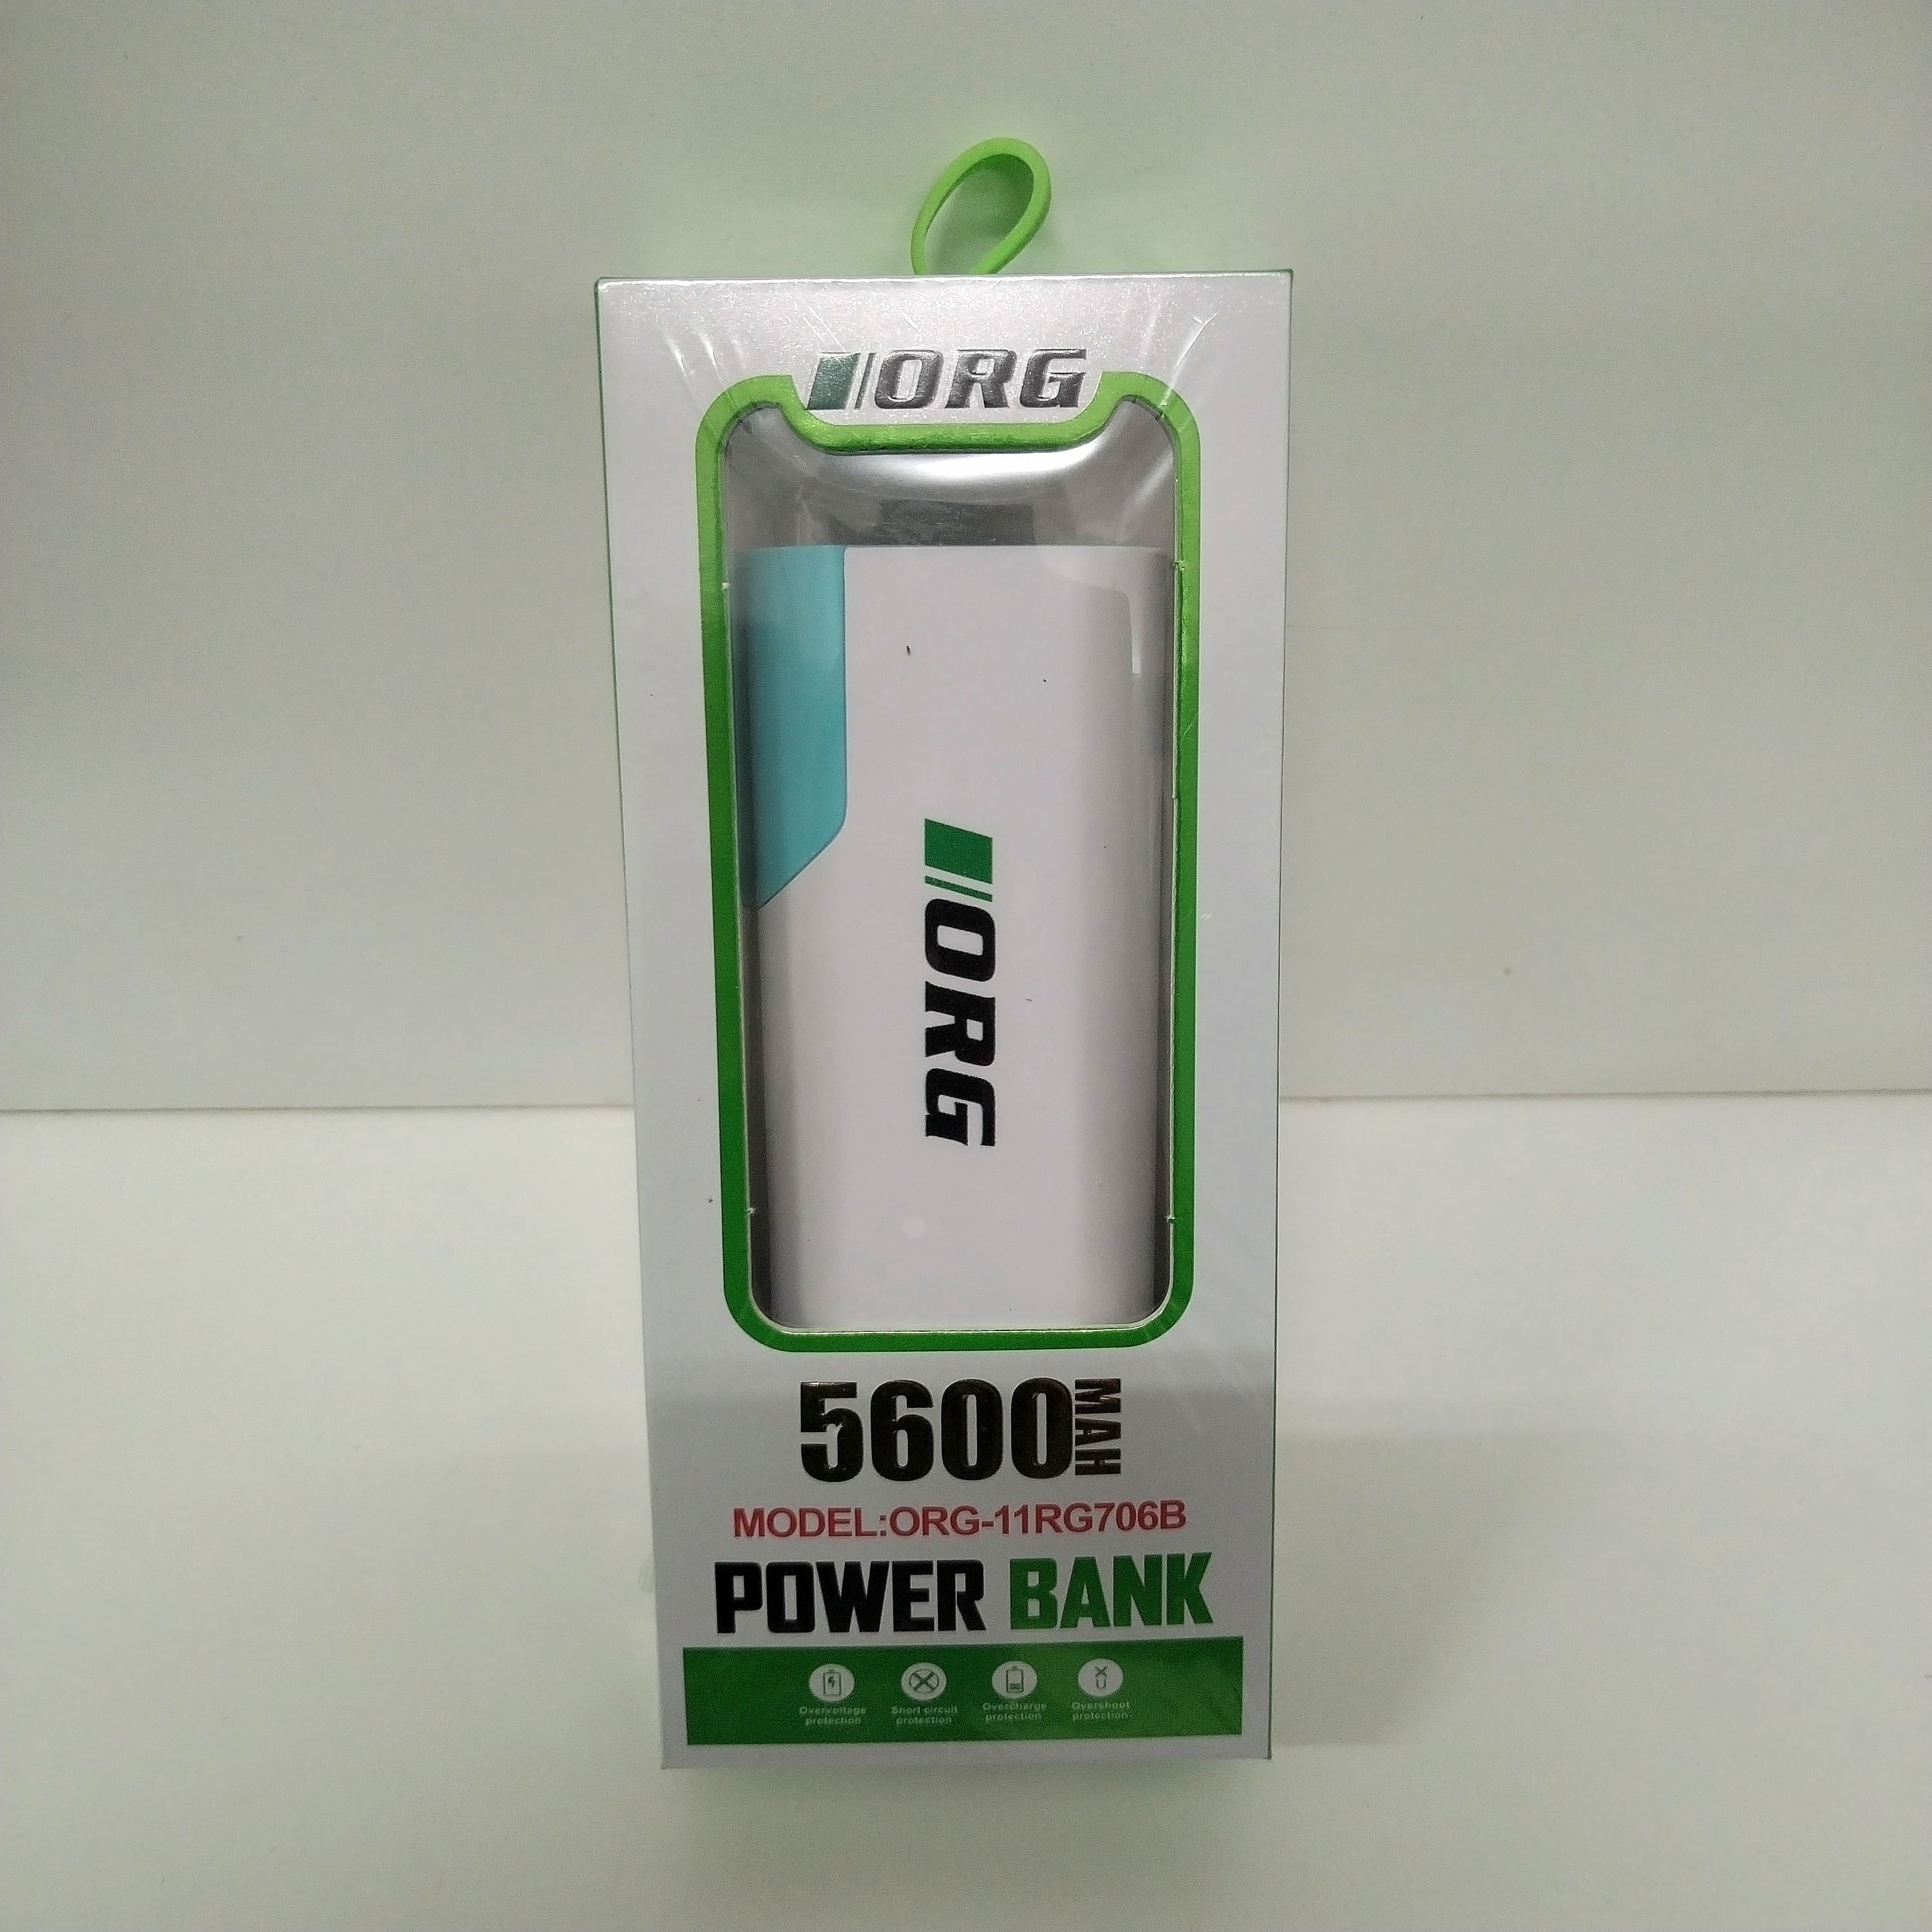 ORG
ORG
5600 MAH
MODEL:ORG-11RG706B
POWER BANK
Overvoltage protection
Short circuit protection
Overcharge protection
Overshoot protection